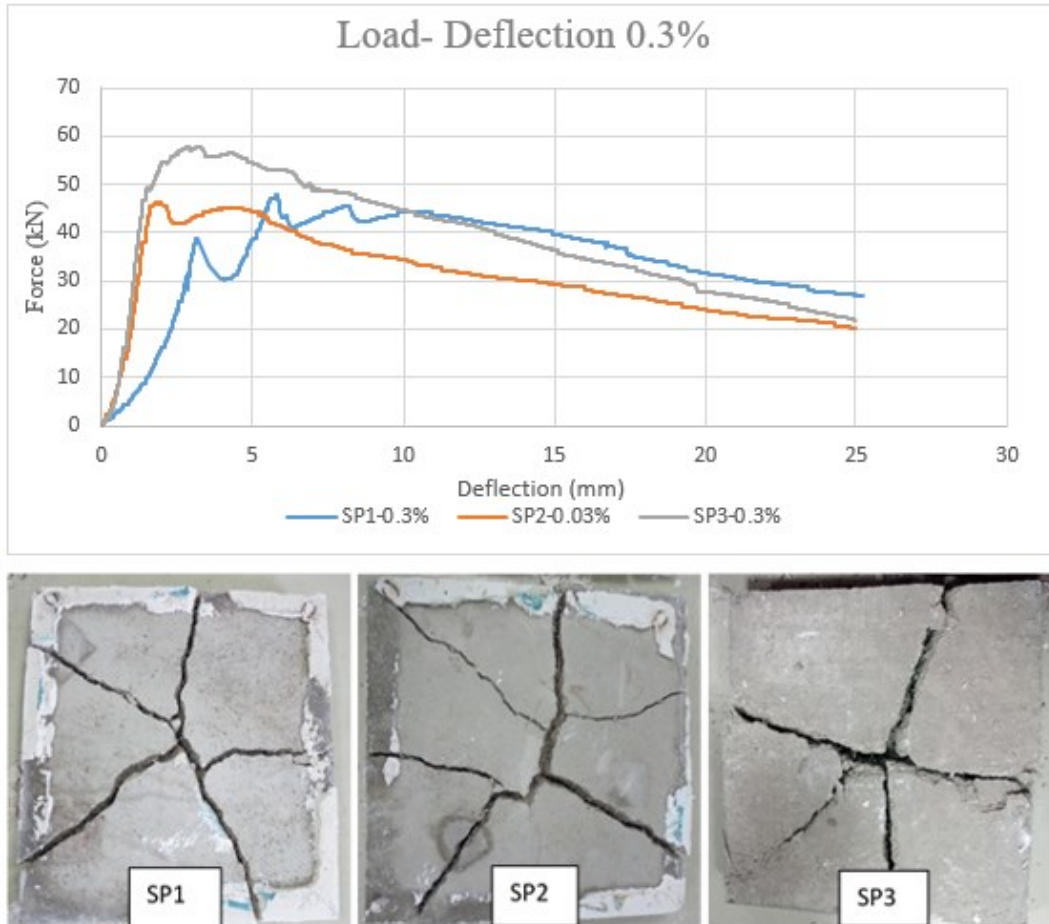 Load- Deflection 0.3%
70
60
50
40
30
20
10
0
Force (kN)
0 5 10 15 20 25 30
Deflection (mm)
SP1-0.3% SP2-0.03% SP3-0.3%
SP1 SP2 SP3